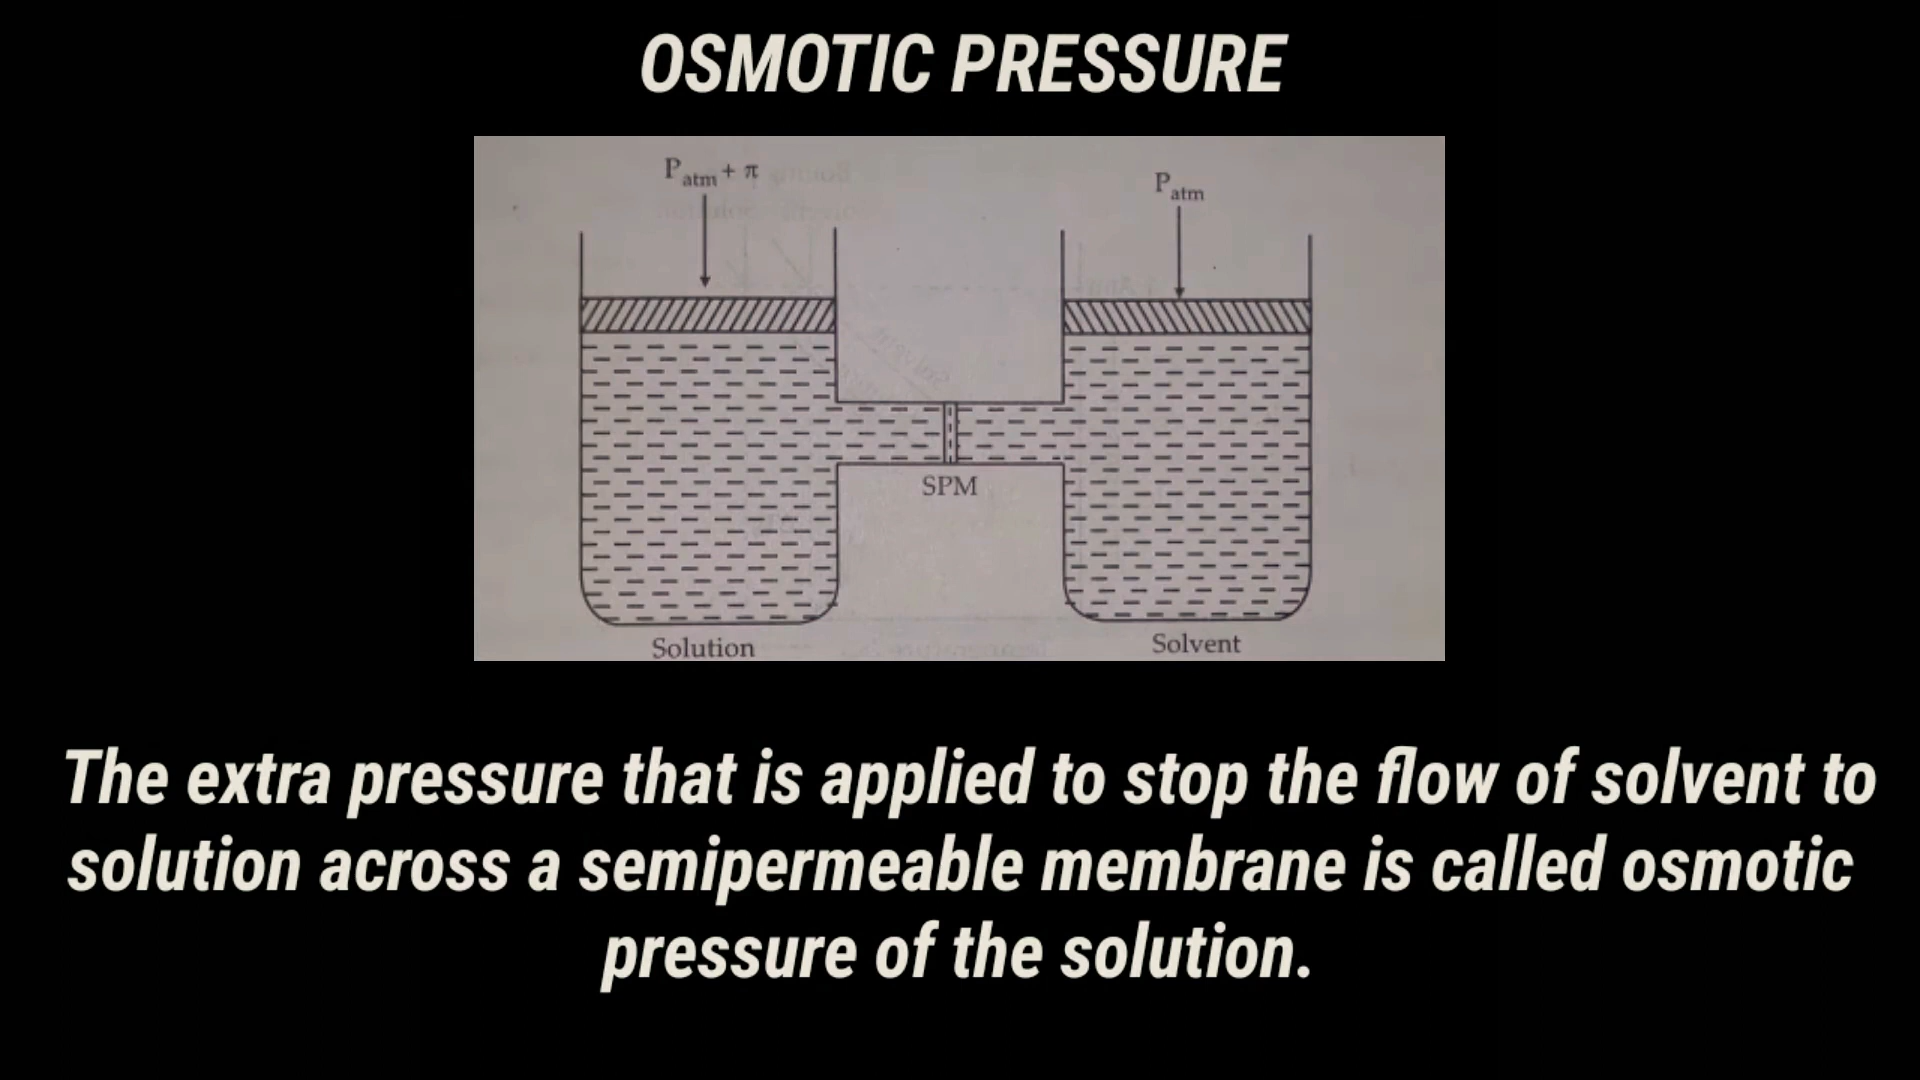 OSMOTIC PRESSURE
P atm + π
P atm
SPM
Solution
Solvent
The extra pressure that is applied to stop the flow of solvent to
solution across a semipermeable membrane is called osmotic
pressure of the solution.